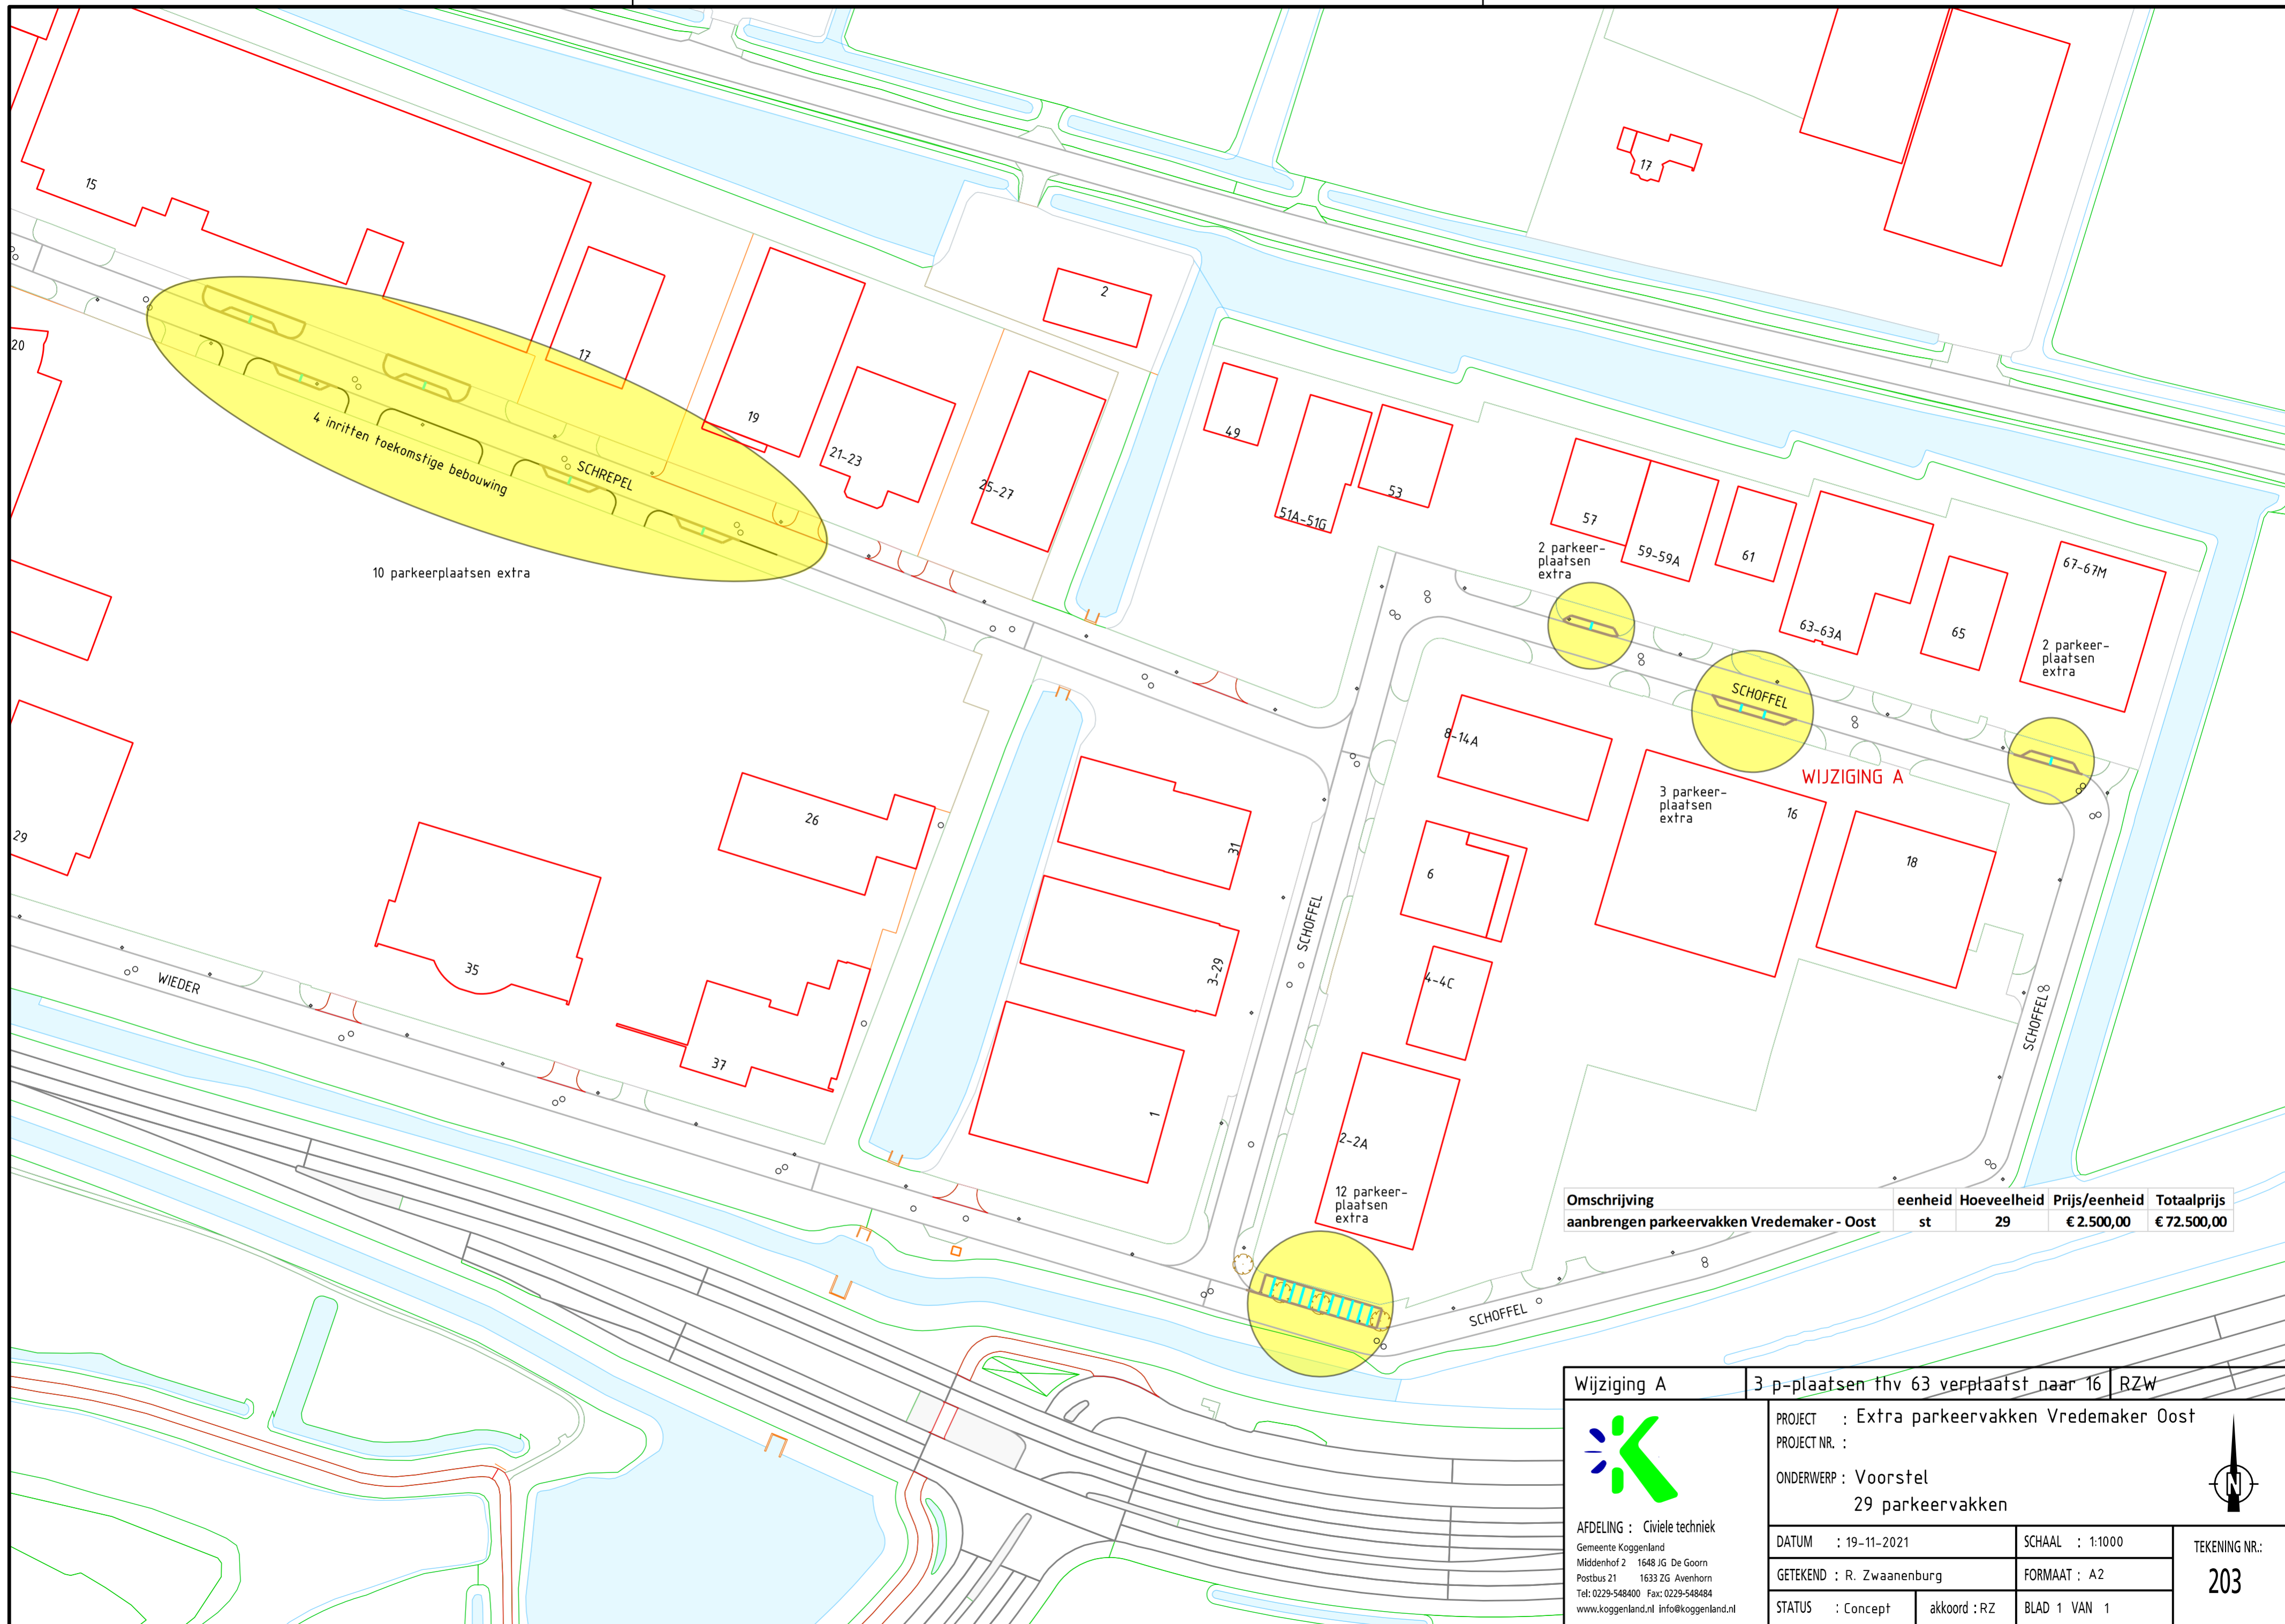 17
15
2
20
17
19
21-23
25-27
4 inritten toekomstige bebouwing
SCHREPEL
10 parkeerplaatsen extra
49
51A-51G
53
57
59-59A
61
63-63A
65
67-67M
2 parkeer-
plaatsen
extra
2 parkeer-
plaatsen
extra
SCHOFFEL
WIJZIGING A
8-14A
3 parkeer-
plaatsen
extra
16
18
6
4-4C
2-2A
31
3-29
1
SCHOFFEL
SCHOFFEL
29
26
35
37
WIEDER
12 parkeer-
plaatsen
extra
SCHOFFEL
Omschrijving eenheid Hoeveelheid Prijs/eenheid Totaalprijs
aanbrengen parkeervakken Vredemaker - Oost st 29 € 2.500,00 € 72.500,00
Wijziging A 3 p-plaatsen thv 63 verplaatst naar 16 RZW
PROJECT : Extra parkeervakken Vredemaker Oost
PROJECT NR. :
ONDERWERP : Voorstel
29 parkeervakken
N
AFDELING : Civiele techniek
Gemeente Koggenland
Middenhof 2 1648 JG De Goorn
Postbus 21 1633 ZG Avenhorn
Tel: 0229-548400 Fax: 0229-548484
www.koggenland.nl info@koggenland.nl
DATUM : 19-11-2021
SCHAAL : 1:1000
GETEKEND : R. Zwaanenburg
FORMAAT : A2
STATUS : Concept
akkoord : RZ
BLAD 1 VAN 1
TEKENING NR.:
203